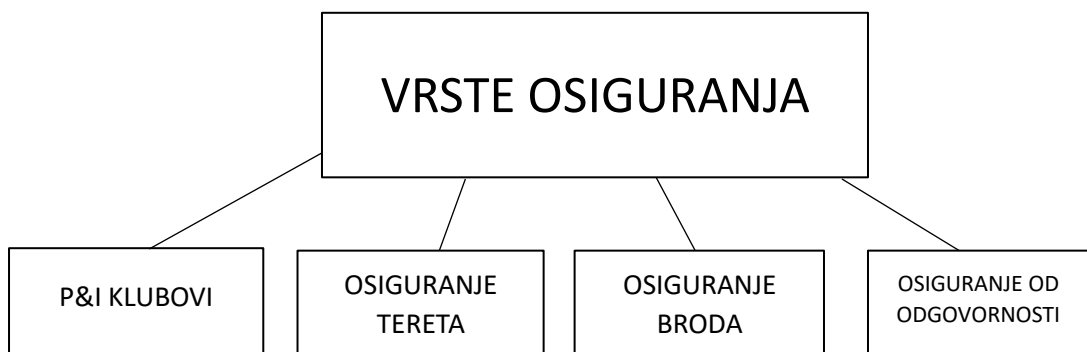 VRSTE OSIGURANJA
P&I KLUBOVI
OSIGURANJE
TERETA
OSIGURANJE
BRODA
OSIGURANJE OD
ODGOVORNOSTI